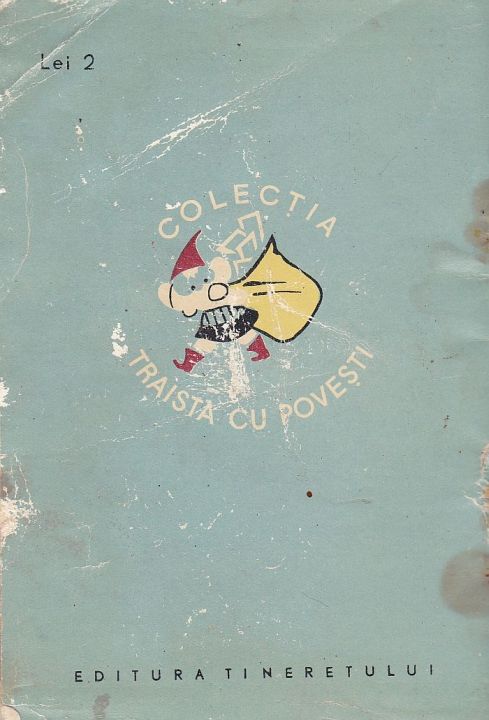 Lei 2
COLECȚIA
TRAISTA CU POVEȘTI
EDITURA TINERETULUI